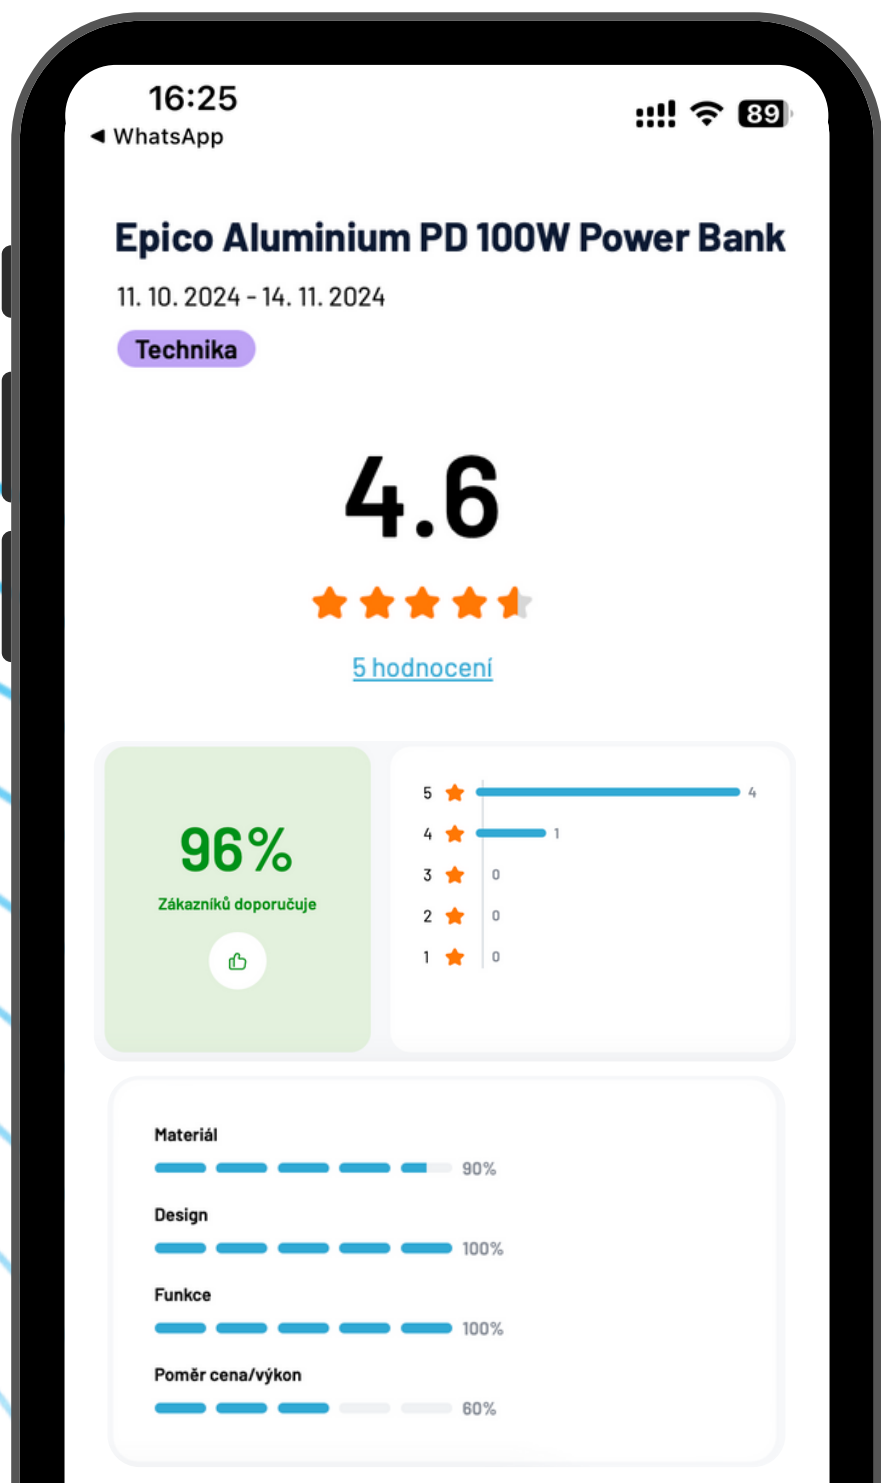 16:25
89
◀ WhatsApp
Epico Aluminium PD 100W Power Bank
11. 10. 2024 - 14. 11. 2024
Technika
4.6
5 hodnocení
96%
Zákazníků doporučuje
5 4
4 1
3 0
2 0
1 0
Materiál
90%
Design
100%
Funkce
100%
Poměr cena/výkon
60%